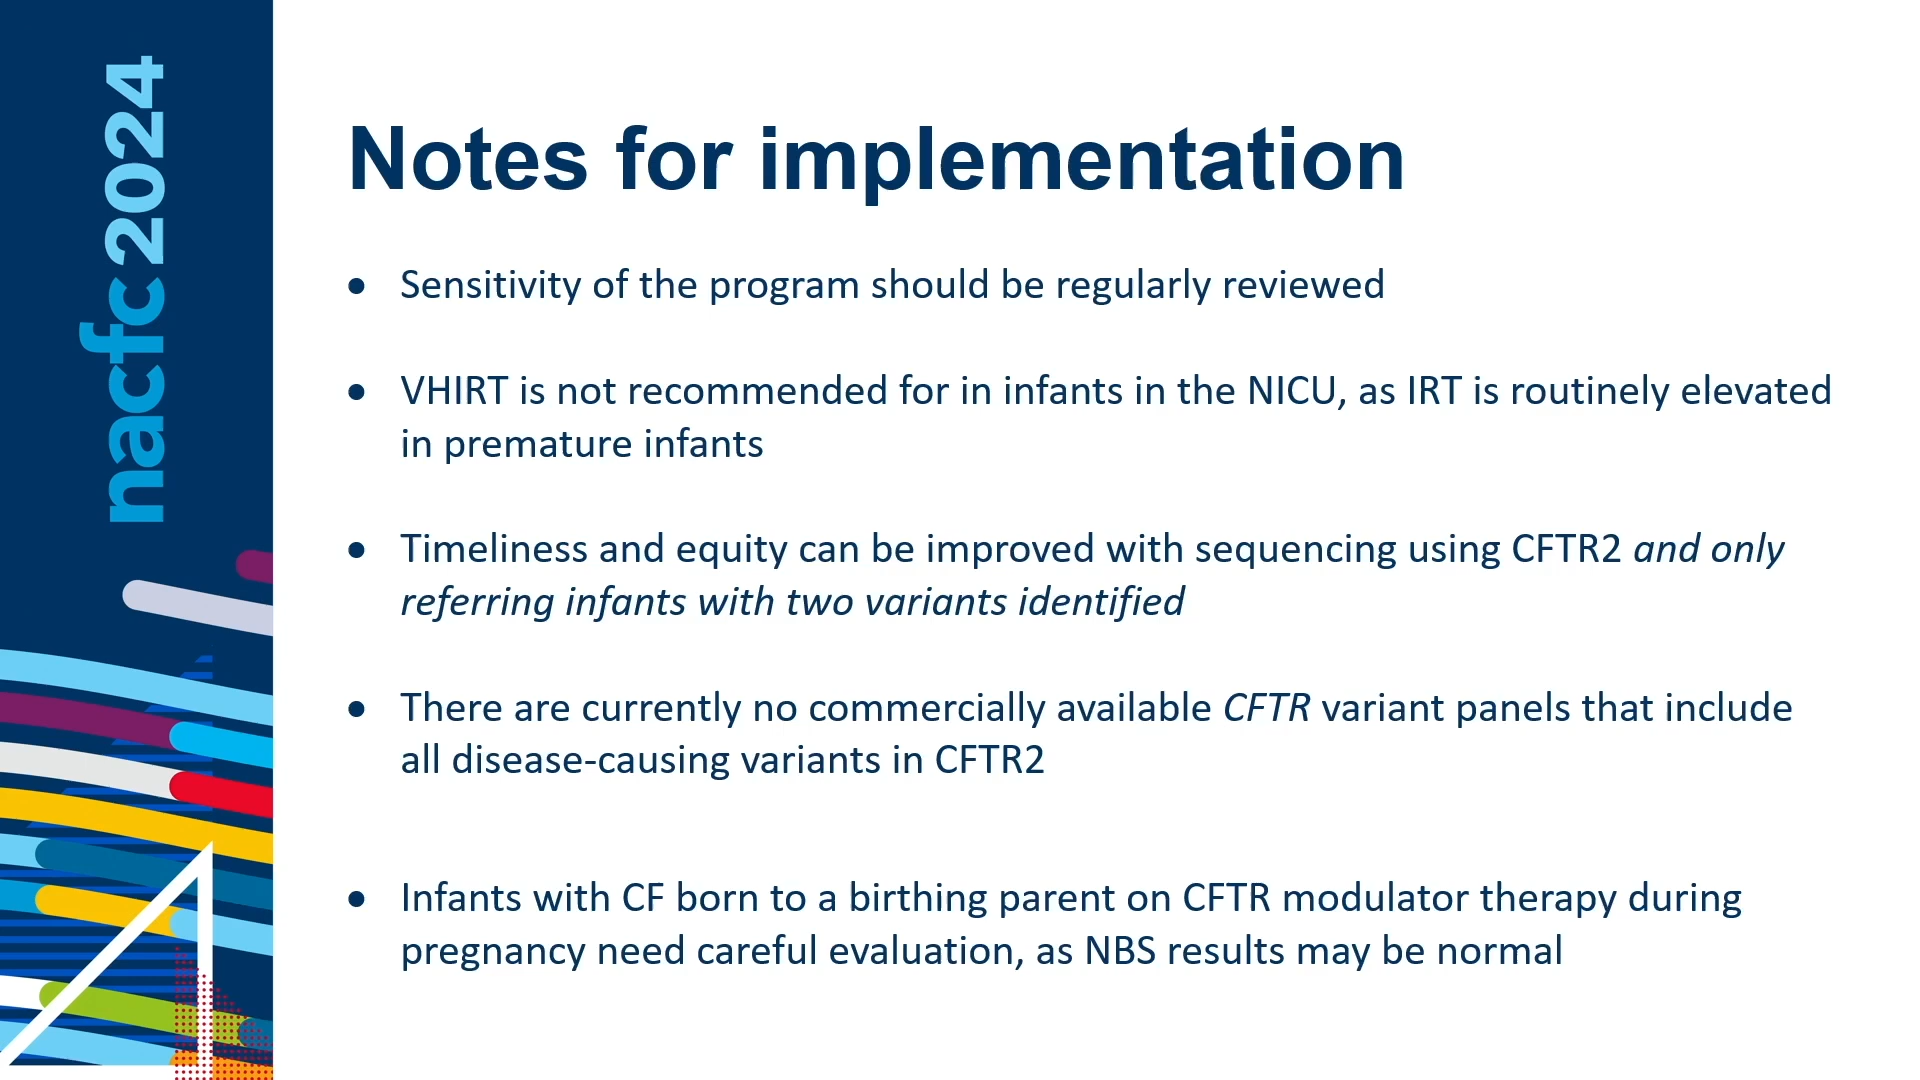 nacfc 2024
Notes for implementation
• Sensitivity of the program should be regularly reviewed
• VHIRT is not recommended for in infants in the NICU, as IRT is routinely elevated
in premature infants
• Timeliness and equity can be improved with sequencing using CFTR2 and only
referring infants with two variants identified
• There are currently no commercially available CFTR variant panels that include
all disease-causing variants in CFTR2
• Infants with CF born to a birthing parent on CFTR modulator therapy during
pregnancy need careful evaluation, as NBS results may be normal